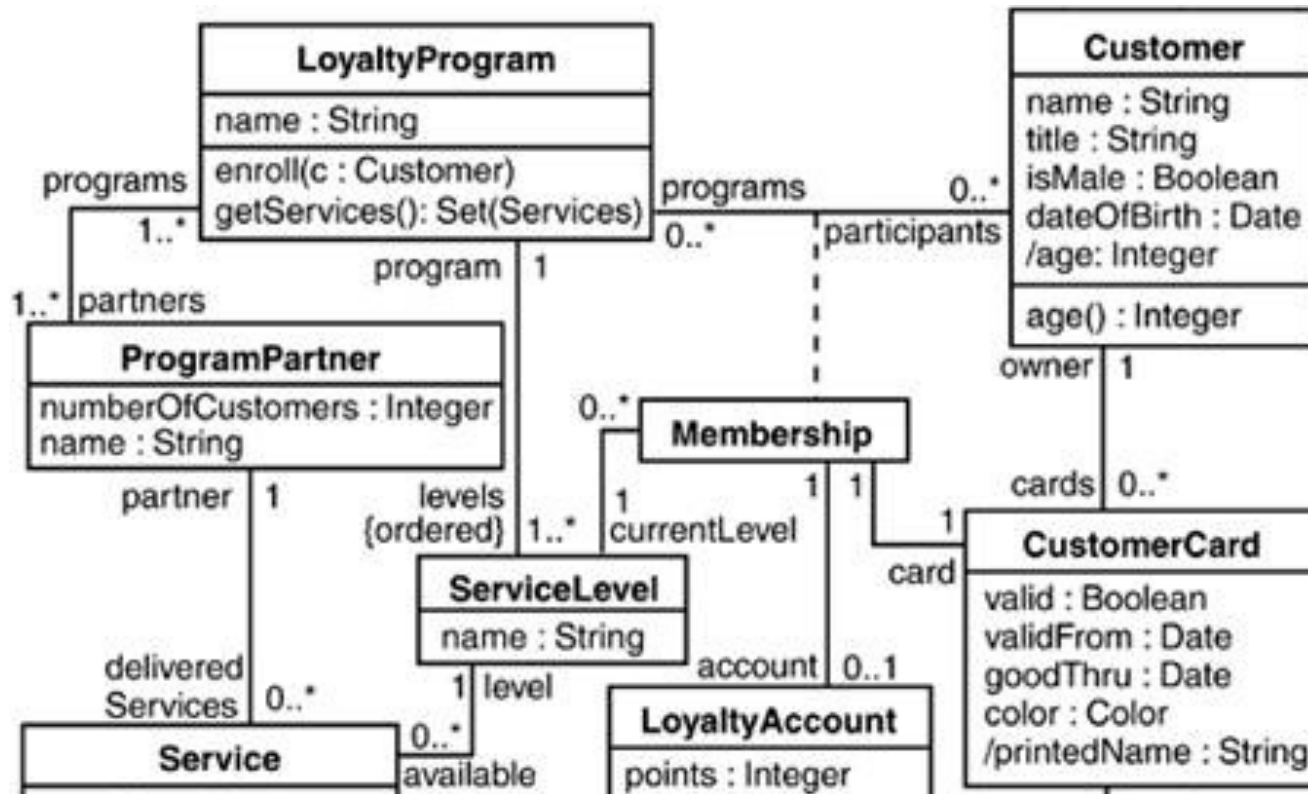 LoyaltyProgram
name : String
enroll(c : Customer)
getServices(): Set(Services)
Customer
name : String
title : String
isMale : Boolean
dateOfBirth : Date
/age: Integer
age() : Integer
programs
1..*
programs
0..*
0..*
participants
program
1
1..*
partners
ProgramPartner
numberOfCustomers : Integer
name : String
owner
1
0..*
Membership
partner
1
levels
{ordered}
1..*
1
currentLevel
1
1
cards
0..*
1
card
CustomerCard
valid : Boolean
validFrom : Date
goodThru : Date
color : Color
/printedName : String
ServiceLevel
name : String
delivered
Services
0..*
1
level
account
0..1
Service
0..*
available
LoyaltyAccount
points : Integer